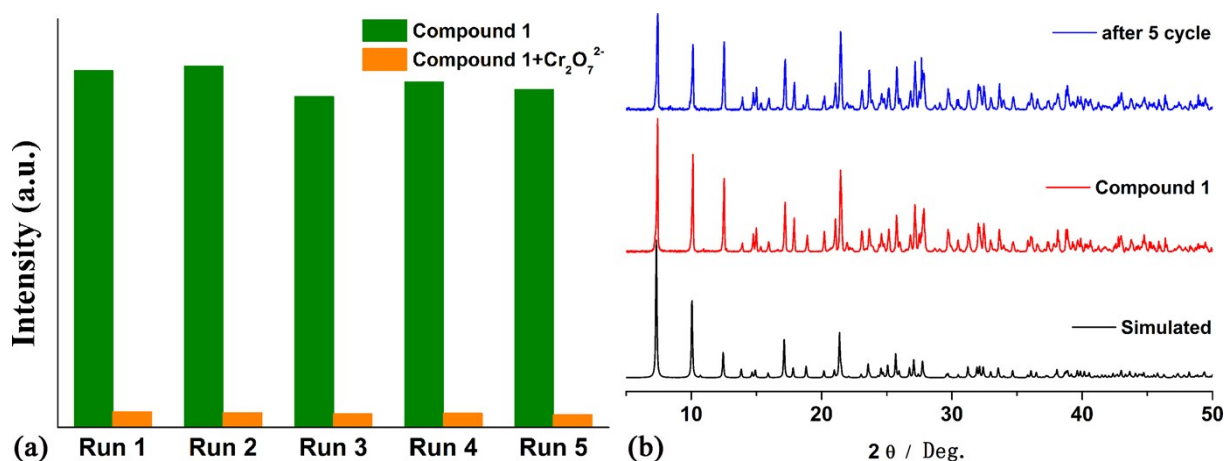 Intensity (a.u.)
Compound 1
Compound 1+Cr₂O₇²⁻
Run 1 Run 2 Run 3 Run 4 Run 5
(a)
after 5 cycle
Compound 1
Simulated
10 20 30 40 50
2 θ / Deg.
(b)